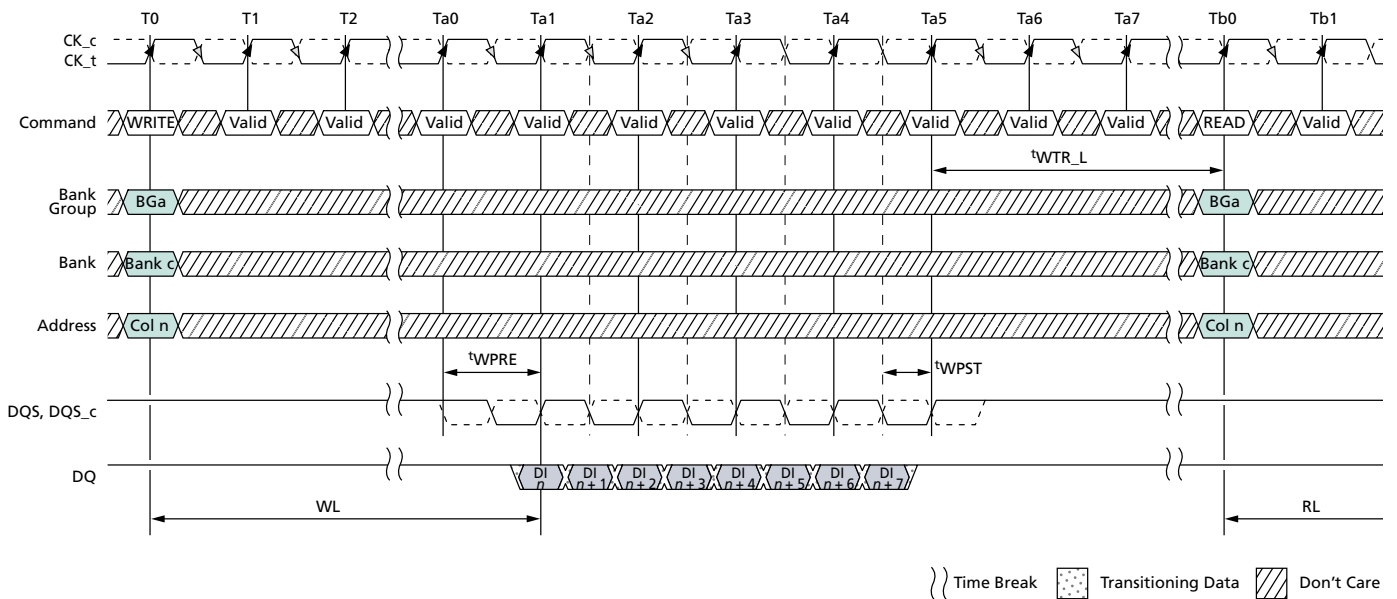 T0 T1 T2 Ta0 Ta1 Ta2 Ta3 Ta4 Ta5 Ta6 Ta7 Tb0 Tb1
CK_c
CK_t
Command WRITE Valid Valid Valid Valid Valid Valid Valid Valid Valid Valid READ Valid
tWTR_L
Bank
Group BGa BGa
Bank Bank c Bank c
Address Col n Col n
tWPRE tWPST
DQS, DQS_c
DQ DI n DI n + 1 DI n + 2 DI n + 3 DI n + 4 DI n + 5 DI n + 6 DI n + 7
WL RL
Time Break Transitioning Data Don't Care